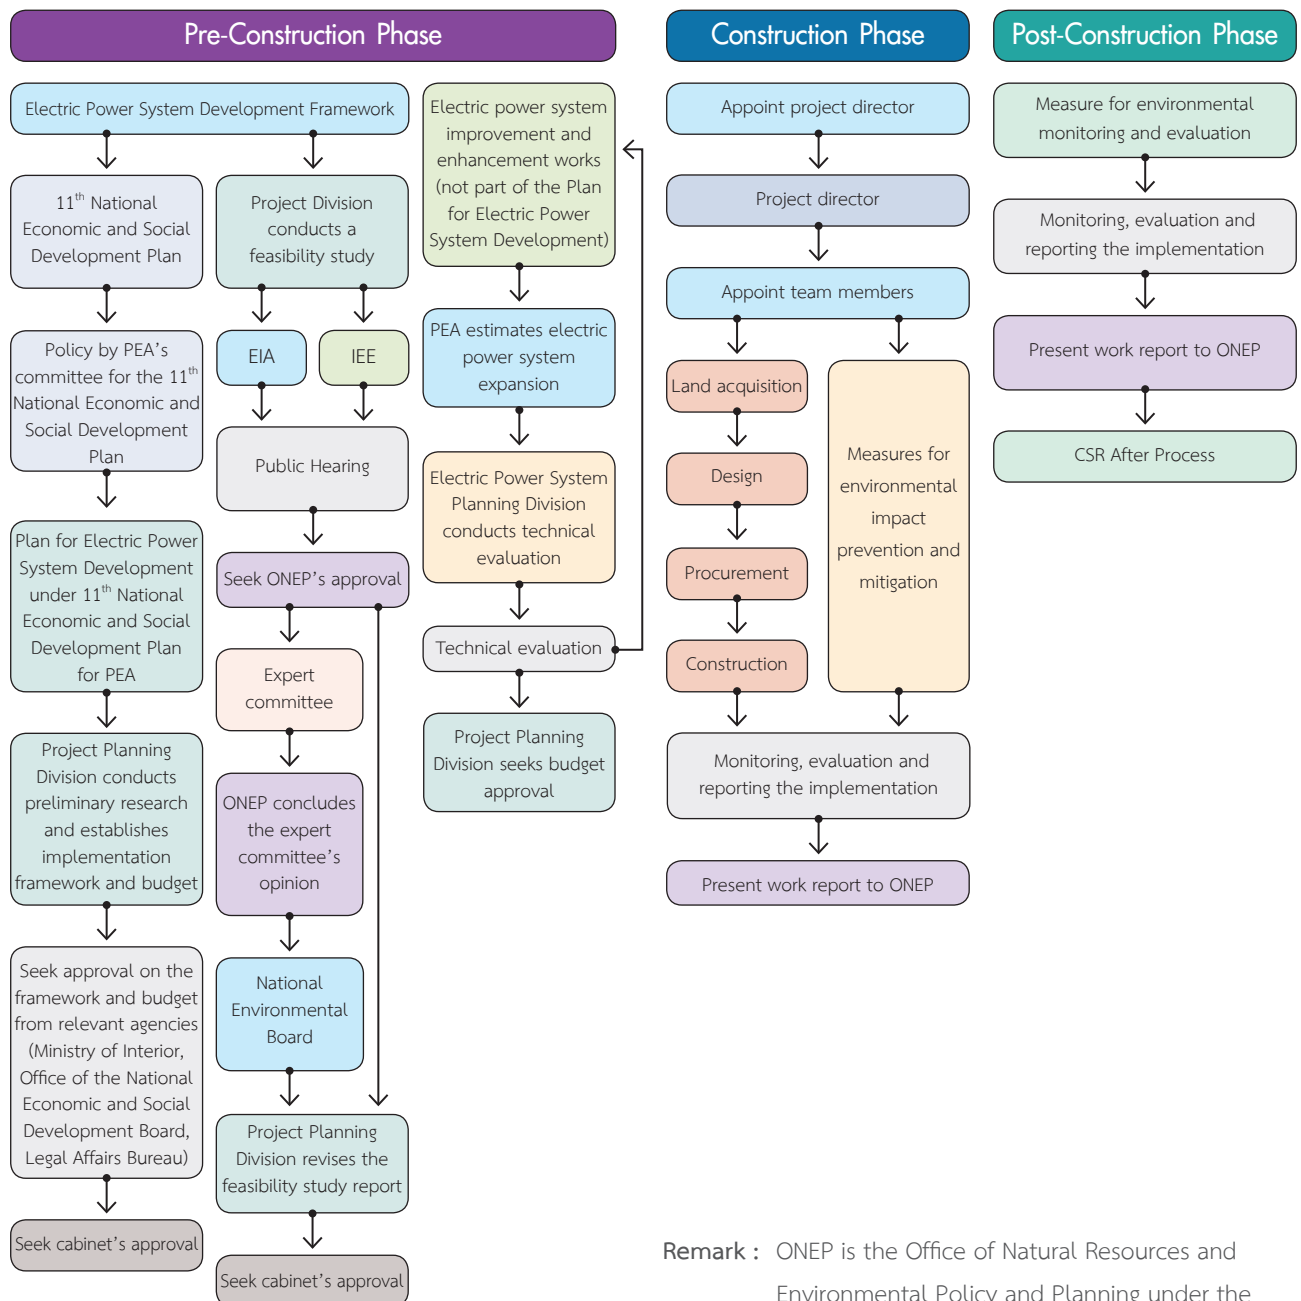 Pre-Construction Phase
Electric Power System Development Framework
11th National
Economic and Social
Development Plan
Policy by PEA's
committee for the 11th
National Economic and
Social Development
Plan
Plan for Electric Power
System Development
under 11th National
Economic and Social
Development Plan
for PEA
Project Planning
Division conducts
preliminary research
and establishes
implementation
framework and budget
Seek approval on the
framework and budget
from relevant agencies
(Ministry of Interior,
Office of the National
Economic and Social
Development Board,
Legal Affairs Bureau)
Seek cabinet's approval
Project Division
conducts a
feasibility study
EIA
IEE
Public Hearing
Seek ONEP's approval
Expert
committee
ONEP concludes
the expert
committee's
opinion
National
Environmental
Board
Project Planning
Division revises the
feasibility study report
Seek cabinet's approval
Electric power system
improvement and
enhancement works
(not part of the Plan
for Electric Power
System Development)
PEA estimates electric
power system
expansion
Electric Power System
Planning Division
conducts technical
evaluation
Technical evaluation
Project Planning
Division seeks budget
approval
Construction Phase
Appoint project director
Project director
Appoint team members
Land acquisition
Design
Procurement
Construction
Measures for
environmental
impact
prevention and
mitigation
Monitoring, evaluation and
reporting the implementation
Present work report to ONEP
Post-Construction Phase
Measure for environmental
monitoring and evaluation
Monitoring, evaluation and
reporting the implementation
Present work report to ONEP
CSR After Process
Remark : ONEP is the Office of Natural Resources and
Environmental Policy and Planning under the